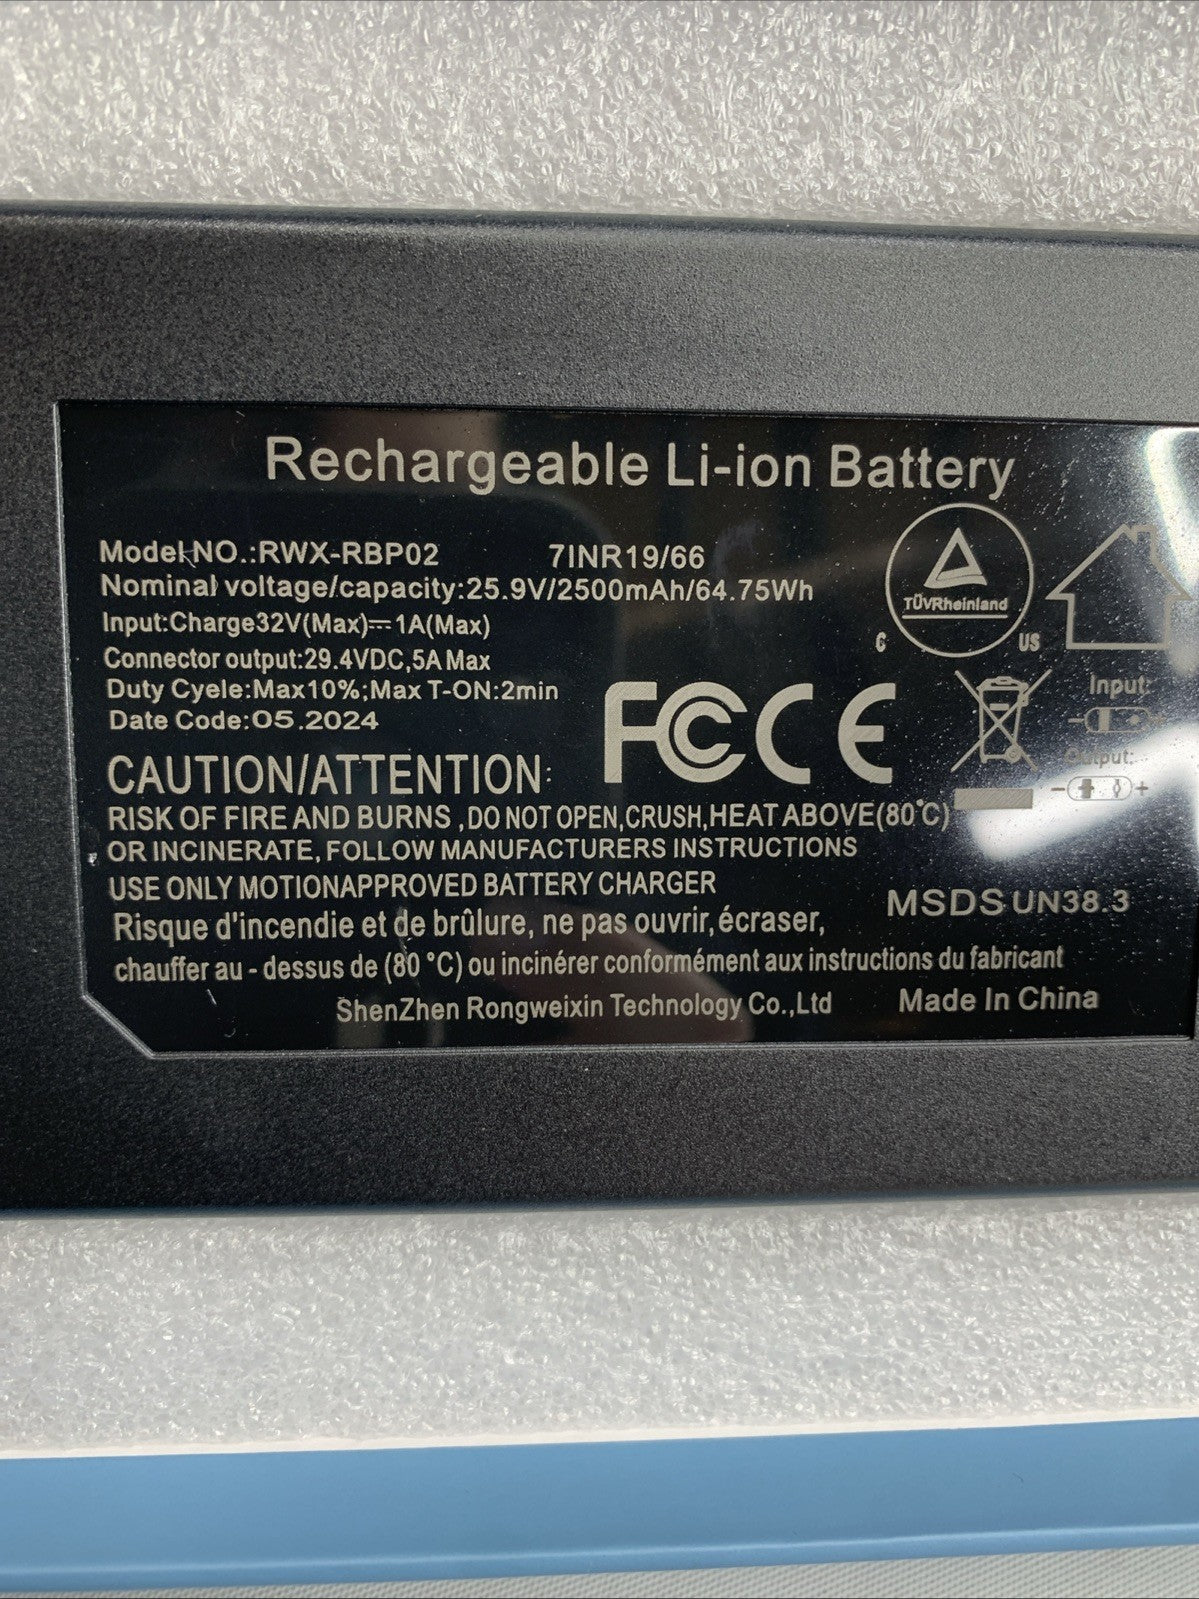 Rechargeable Li-ion Battery
Model NO.:RWX-RBP02 7INR19/66
Nominal voltage/capacity:25.9V/2500mAh/64.75Wh
Input:Charge32V(Max)⎓1A(Max)
Connector output:29.4VDC,5A Max
Duty Cyele:Max10%;Max T-ON:2min
Date Code:05.2024
TÜVRheinland
C US
FC CE
Input:
- +
Output:
- +
CAUTION/ATTENTION:
RISK OF FIRE AND BURNS ,DO NOT OPEN,CRUSH,HEAT ABOVE(80°C)
OR INCINERATE, FOLLOW MANUFACTURERS INSTRUCTIONS
USE ONLY MOTIONAPPROVED BATTERY CHARGER
MSDS UN38.3
Risque d'incendie et de brûlure, ne pas ouvrir, écraser,
chauffer au - dessus de (80 °C) ou incinérer conformément aux instructions du fabricant
ShenZhen Rongweixin Technology Co.,Ltd Made In China